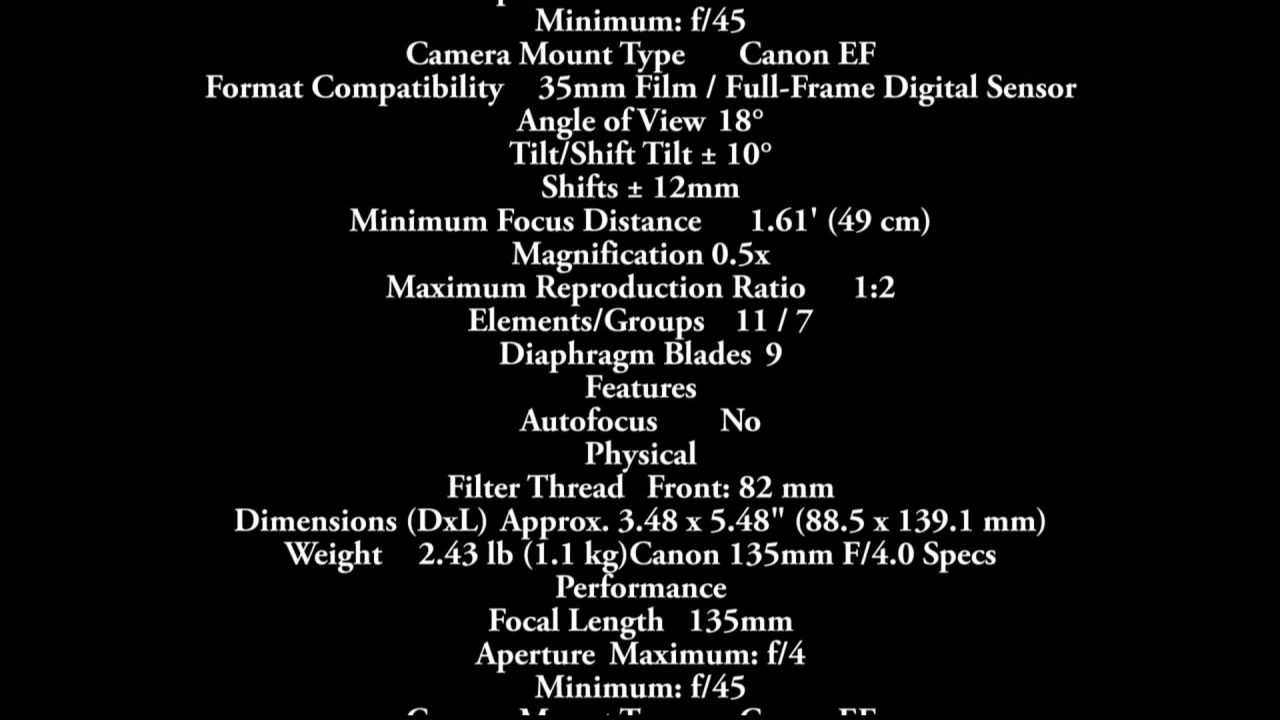 Minimum: f/45
Camera Mount Type Canon EF
Format Compatibility 35mm Film / Full-Frame Digital Sensor
Angle of View 18°
Tilt/Shift Tilt ± 10°
Shifts ± 12mm
Minimum Focus Distance 1.61' (49 cm)
Magnification 0.5x
Maximum Reproduction Ratio 1:2
Elements/Groups 11 / 7
Diaphragm Blades 9
Features
Autofocus No
Physical
Filter Thread Front: 82 mm
Dimensions (DxL) Approx. 3.48 x 5.48" (88.5 x 139.1 mm)
Weight 2.43 lb (1.1 kg)Canon 135mm F/4.0 Specs
Performance
Focal Length 135mm
Aperture Maximum: f/4
Minimum: f/45